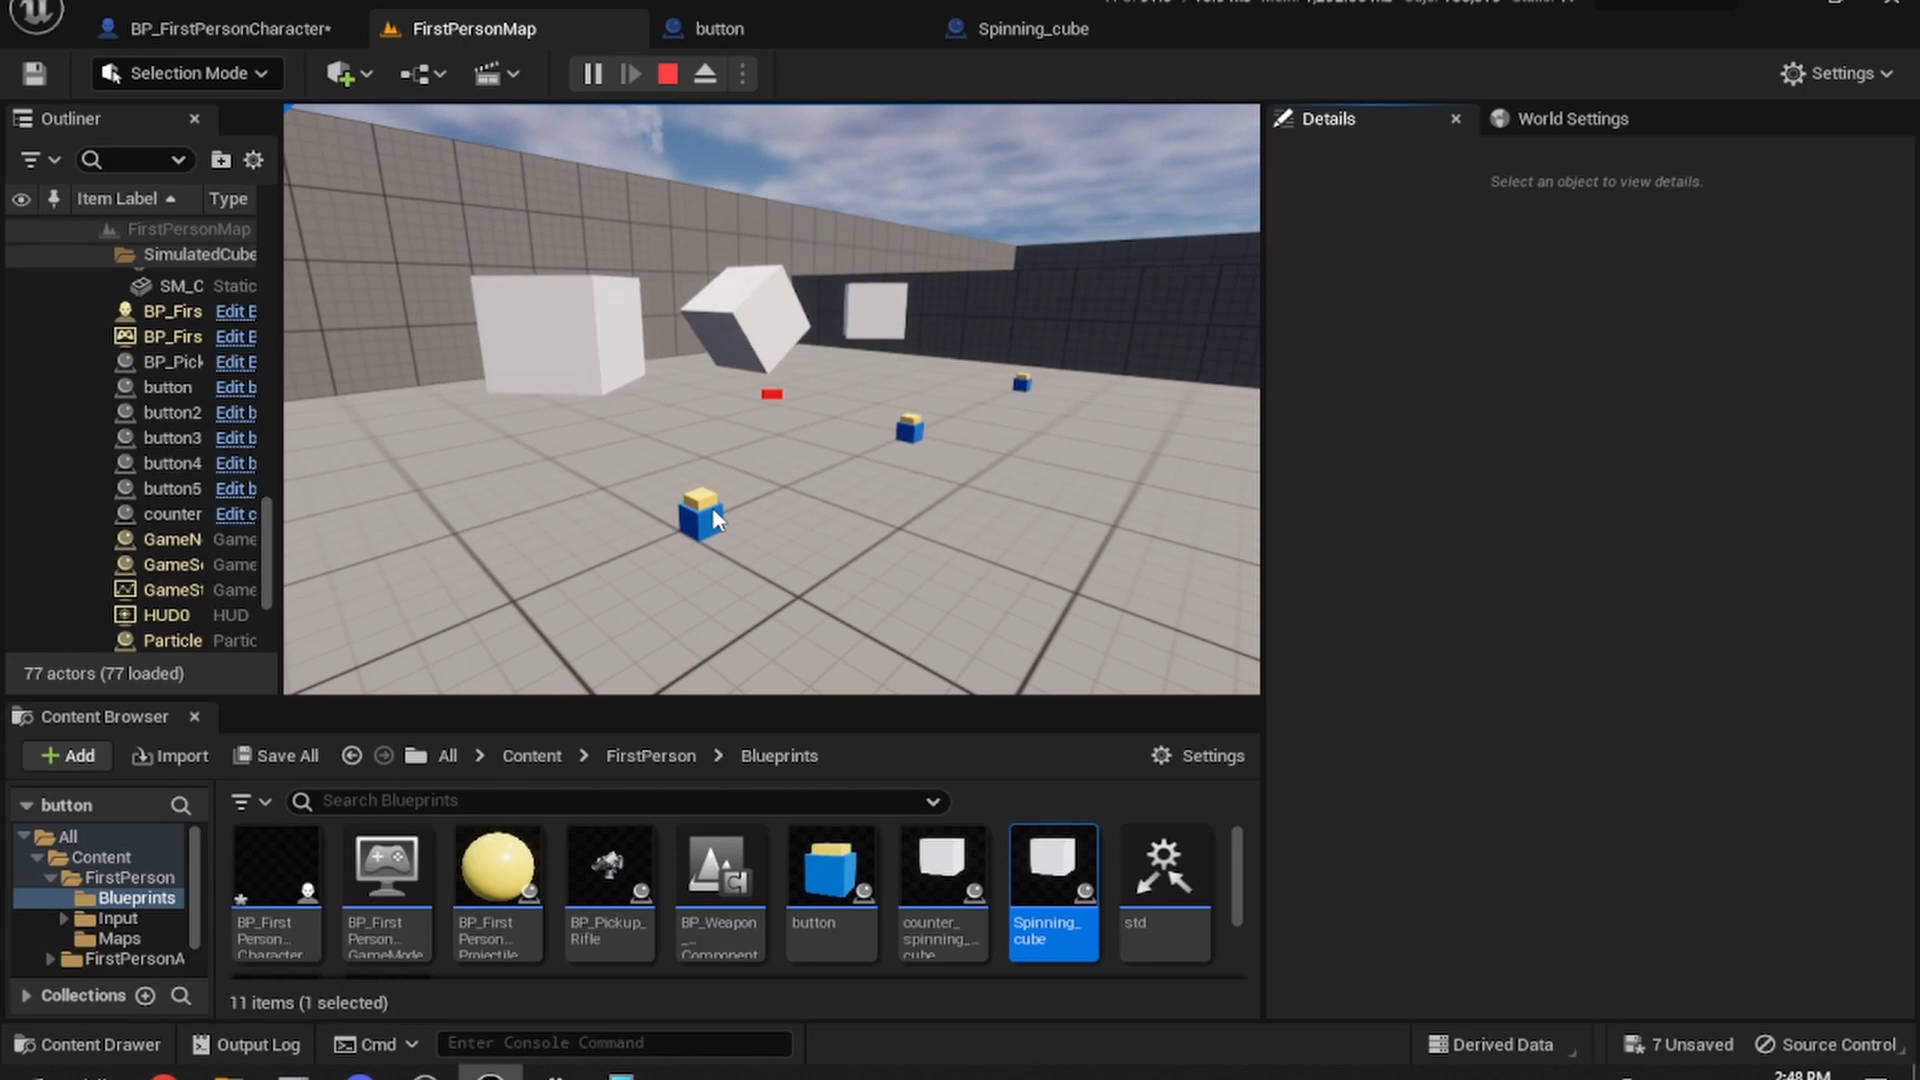 BP_FirstPersonCharacter*
FirstPersonMap
button
Spinning_cube
Selection Mode
Settings
Outliner
Item Label
Type
FirstPersonMap
SimulatedCube
SM_C Static
BP_Firs Edit B
BP_Firs Edit B
BP_Pick Edit B
button Edit b
button2 Edit b
button3 Edit b
button4 Edit b
button5 Edit b
counter Edit c
GameN Game
GameS Game
GameSt Game
HUD0 HUD
Particle Partic
77 actors (77 loaded)
Details
World Settings
Select an object to view details.
Content Browser
Add
Import
Save All
All
Content
FirstPerson
Blueprints
Settings
button
Search Blueprints
All
Content
FirstPerson
Blueprints
Input
Maps
FirstPersonA
Collections
BP_First
Person...
Character
BP_First
Person...
GameMode
BP_First
Person...
Projectile
BP_Pickup_
Rifle
BP_Weapon
_...
Component
button
counter_
spinning_...
cube
Spinning_
cube
std
11 items (1 selected)
Content Drawer
Output Log
Cmd
Enter Console Command
Derived Data
7 Unsaved
Source Control
2:48 PM